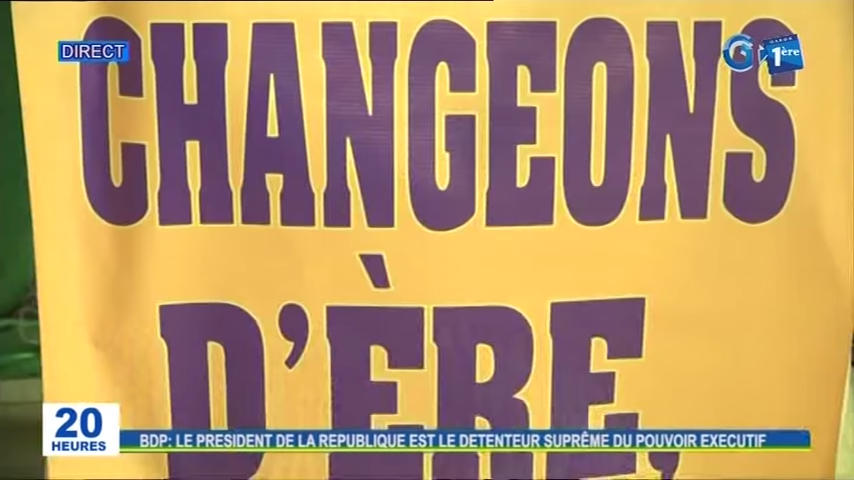 DIRECT
GABON
1ère
CHANGEONS
D'ÈRE,
20
HEURES
BDP: LE PRESIDENT DE LA REPUBLIQUE EST LE DETENTEUR SUPRÊME DU POUVOIR EXECUTIF